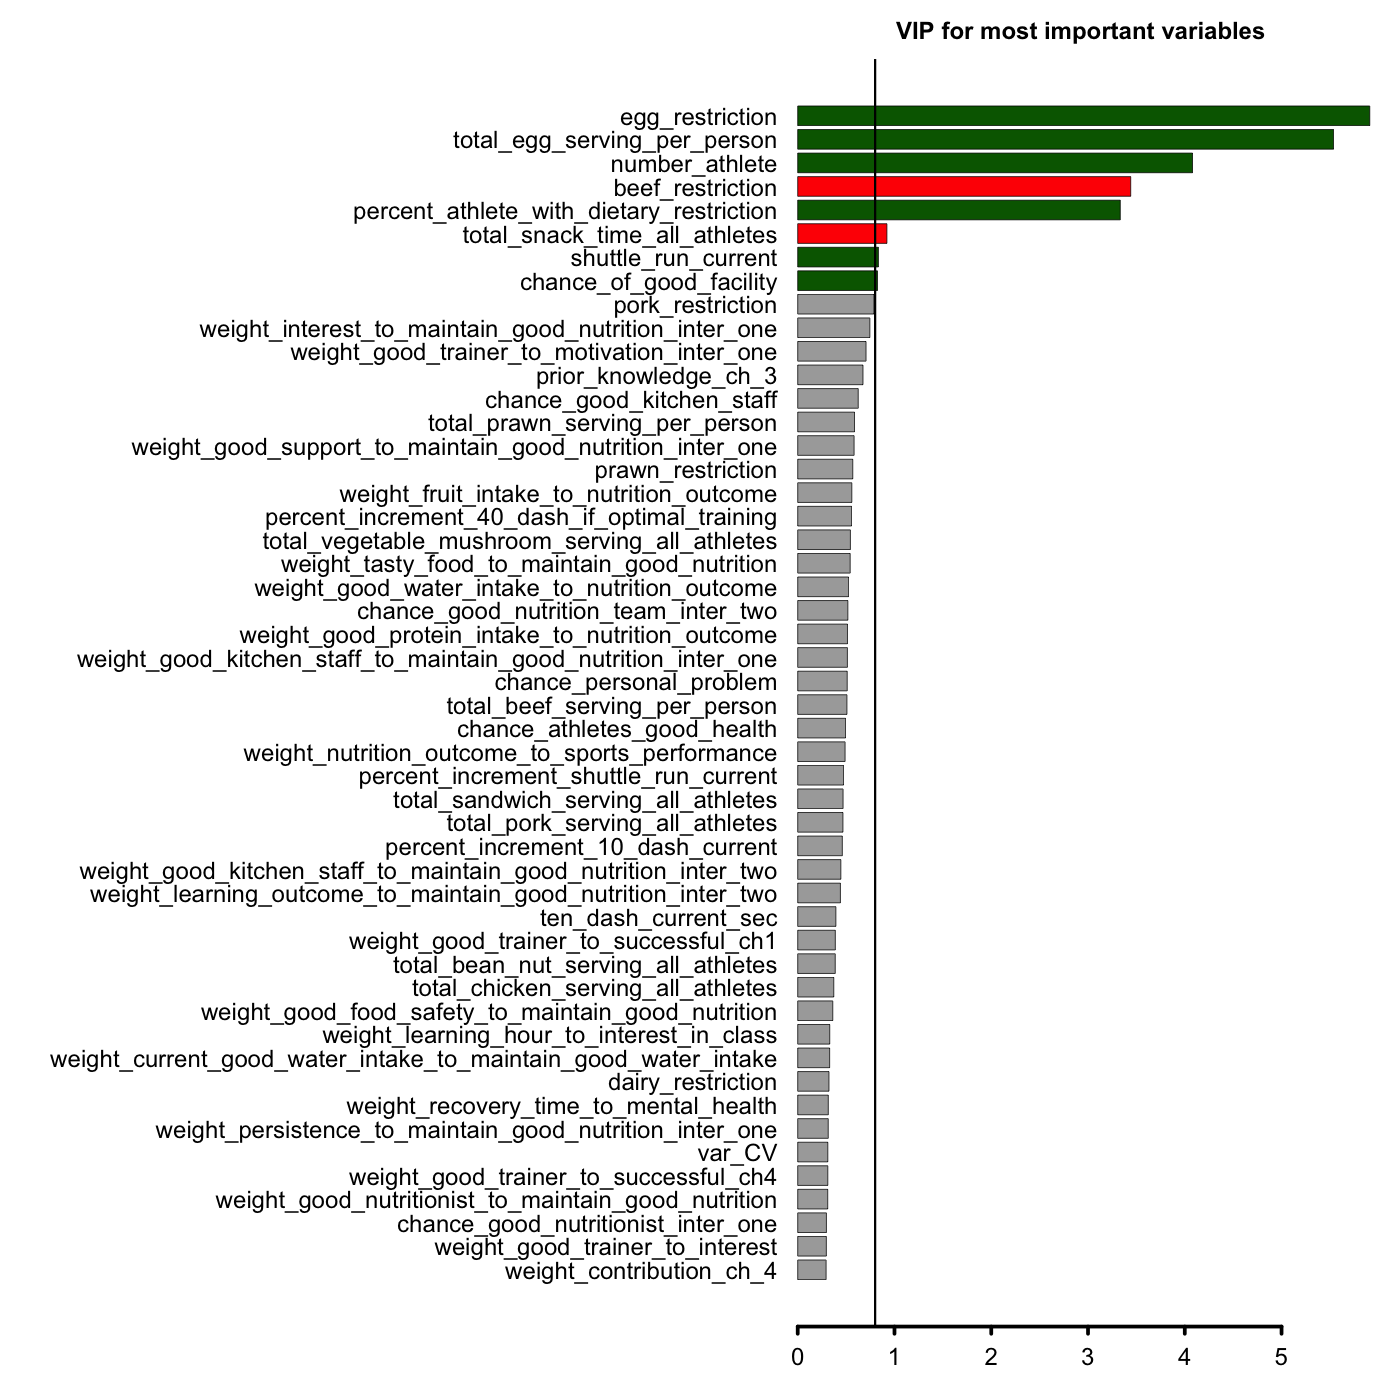 VIP for most important variables
egg_restriction
total_egg_serving_per_person
number_athlete
beef_restriction
percent_athlete_with_dietary_restriction
total_snack_time_all_athletes
shuttle_run_current
chance_of_good_facility
pork_restriction
weight_interest_to_maintain_good_nutrition_inter_one
weight_good_trainer_to_motivation_inter_one
prior_knowledge_ch_3
chance_good_kitchen_staff
total_prawn_serving_per_person
weight_good_support_to_maintain_good_nutrition_inter_one
prawn_restriction
weight_fruit_intake_to_nutrition_outcome
percent_increment_40_dash_if_optimal_training
total_vegetable_mushroom_serving_all_athletes
weight_tasty_food_to_maintain_good_nutrition
weight_good_water_intake_to_nutrition_outcome
chance_good_nutrition_team_inter_two
weight_good_protein_intake_to_nutrition_outcome
weight_good_kitchen_staff_to_maintain_good_nutrition_inter_one
chance_personal_problem
total_beef_serving_per_person
chance_athletes_good_health
weight_nutrition_outcome_to_sports_performance
percent_increment_shuttle_run_current
total_sandwich_serving_all_athletes
total_pork_serving_all_athletes
percent_increment_10_dash_current
weight_good_kitchen_staff_to_maintain_good_nutrition_inter_two
weight_learning_outcome_to_maintain_good_nutrition_inter_two
ten_dash_current_sec
weight_good_trainer_to_successful_ch1
total_bean_nut_serving_all_athletes
total_chicken_serving_all_athletes
weight_good_food_safety_to_maintain_good_nutrition
weight_learning_hour_to_interest_in_class
weight_current_good_water_intake_to_maintain_good_water_intake
dairy_restriction
weight_recovery_time_to_mental_health
weight_persistence_to_maintain_good_nutrition_inter_one
var_CV
weight_good_trainer_to_successful_ch4
weight_good_nutritionist_to_maintain_good_nutrition
chance_good_nutritionist_inter_one
weight_good_trainer_to_interest
weight_contribution_ch_4
0 1 2 3 4 5